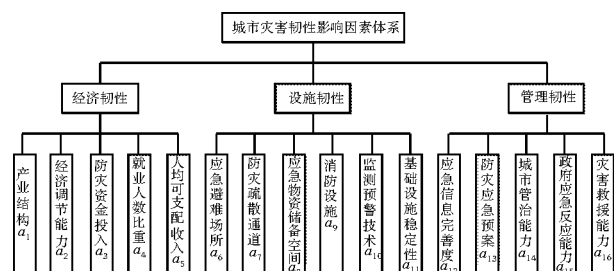 城市灾害韧性影响因素体系
经济韧性
设施韧性
管理韧性
产业结构a₁
经济调节能力a₂
防灾资金投入a₃
就业人数比重a₄
人均可支配收入a₅
应急避难场所a₆
防灾疏散通道a₇
应急物资储备空间a₈
消防设施a₉
监测预警技术a₁₀
基础设施稳定性a₁₁
应急信息完善度a₁₂
防灾应急预案a₁₃
城市管治能力a₁₄
政府应急反应能力a₁₅
灾害救援能力a₁₆